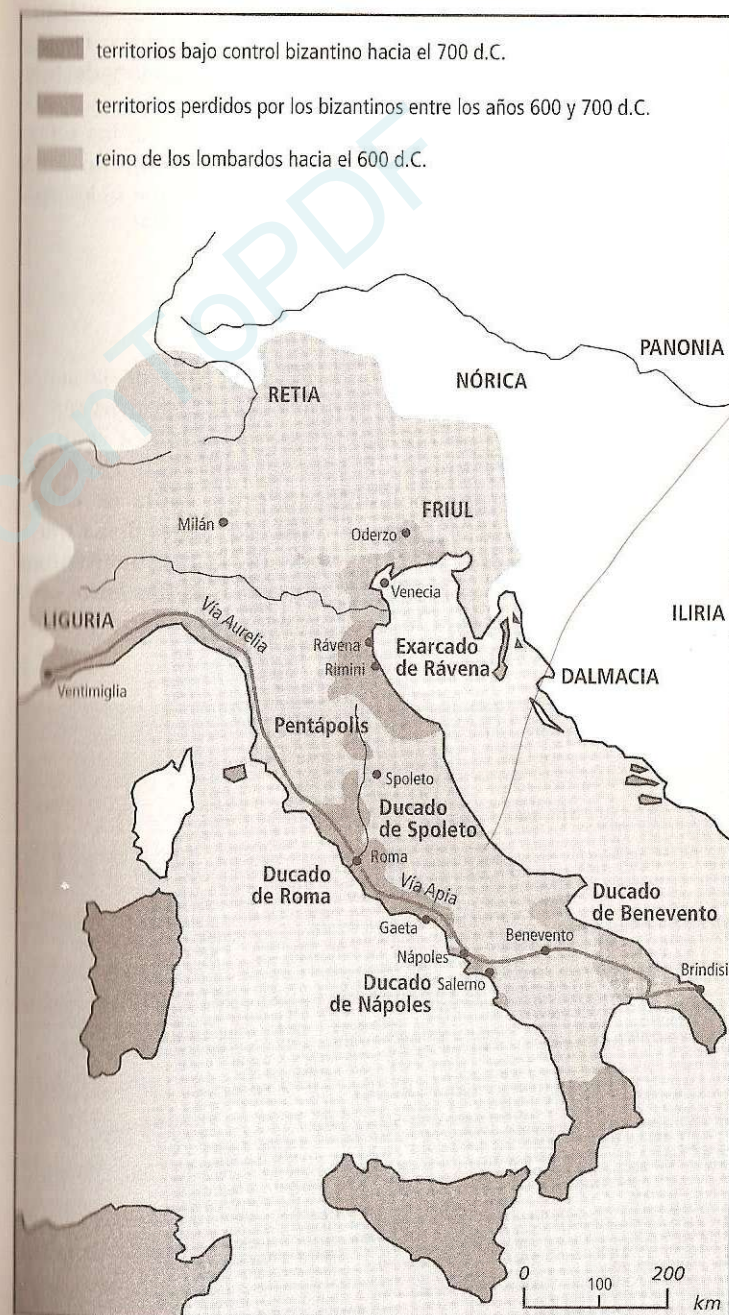 territorios bajo control bizantino hacia el 700 d.C.
territorios perdidos por los bizantinos entre los años 600 y 700 d.C.
reino de los lombardos hacia el 600 d.C.
PANONIA
NÓRICA
RETIA
FRIUL
Milán
Oderzo
Venecia
ILIRIA
LIGURIA
Vía Aurelia
Rávena
Exarcado
de Rávena
Rimini
DALMACIA
Ventimiglia
Pentápolis
Spoleto
Ducado
de Spoleto
Roma
Ducado
de Roma
Vía Apia
Ducado
de Benevento
Gaeta
Benevento
Nápoles
Brindisi
Ducado
de Nápoles
Salerno
0
100
200
km
CanToPDF